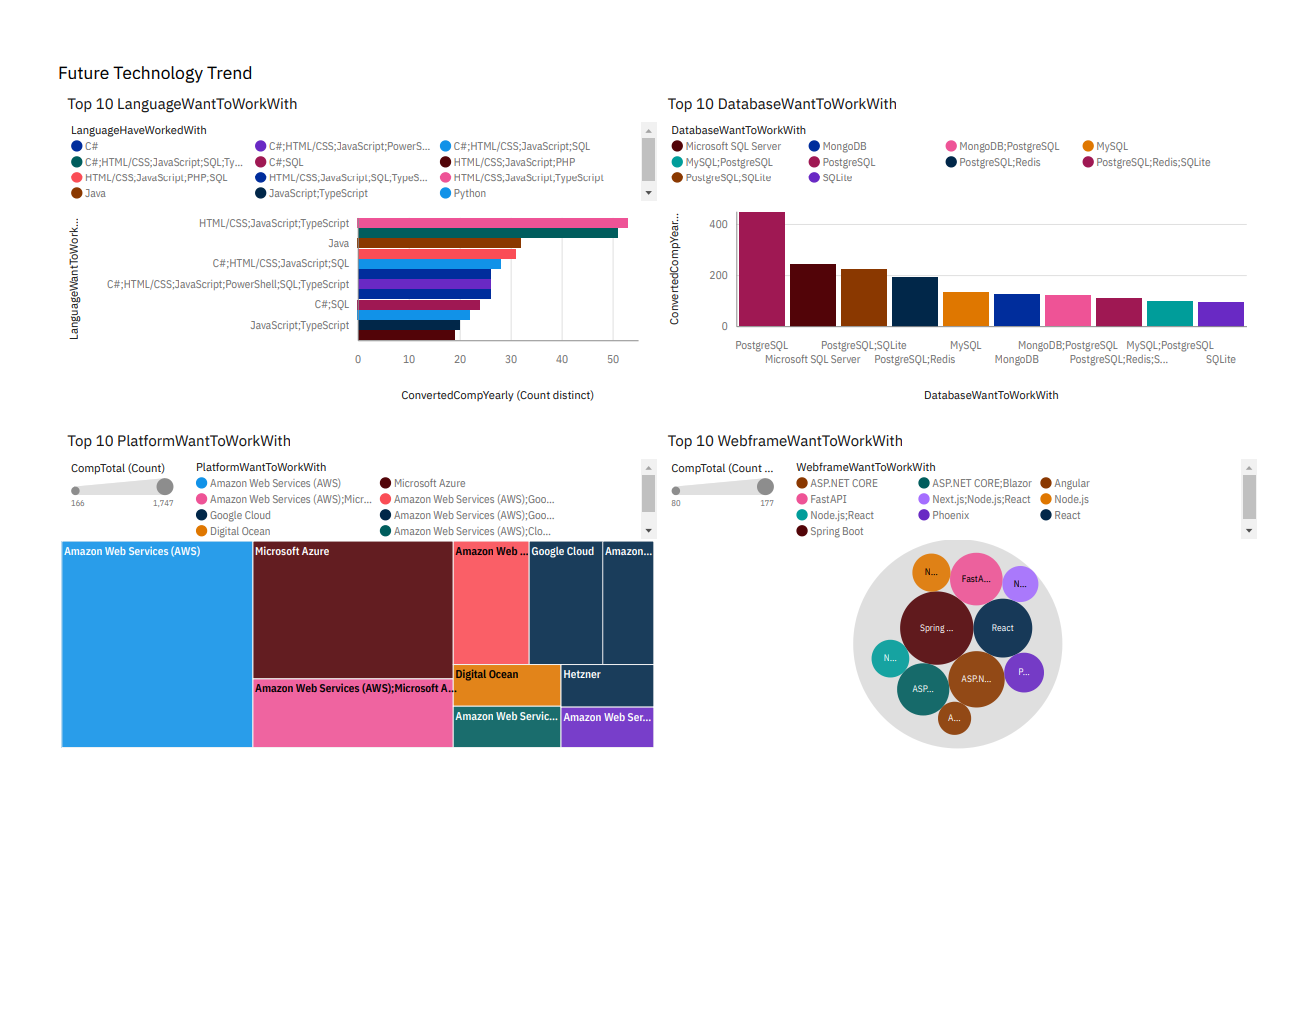 Future Technology Trend
Top 10 LanguageWantToWorkWith
LanguageHaveWorkedWith
C#
C#;HTML/CSS;JavaScript;PowerS...
C#;HTML/CSS;JavaScript;SQL
C#;HTML/CSS;JavaScript;SQL;Ty...
C#;SQL
HTML/CSS;JavaScript;PHP
HTML/CSS;JavaScript;PHP;SQL
HTML/CSS;JavaScript;SQL;TypeS...
HTML/CSS;JavaScript;TypeScript
Java
JavaScript;TypeScript
Python
LanguageWantToWork...
HTML/CSS;JavaScript;TypeScript
Java
C#;HTML/CSS;JavaScript;SQL
C#;HTML/CSS;JavaScript;PowerShell;SQL;TypeScript
C#;SQL
JavaScript;TypeScript
0 10 20 30 40 50
ConvertedCompYearly (Count distinct)
Top 10 DatabaseWantToWorkWith
DatabaseWantToWorkWith
Microsoft SQL Server
MongoDB
MongoDB;PostgreSQL
MySQL
MySQL;PostgreSQL
PostgreSQL
PostgreSQL;Redis
PostgreSQL;Redis;SQLite
PostgreSQL;SQLite
SQLite
ConvertedCompYear...
400
200
0
PostgreSQL
Microsoft SQL Server
PostgreSQL;SQLite
PostgreSQL;Redis
MySQL
MongoDB
MongoDB;PostgreSQL
PostgreSQL;Redis;S...
MySQL;PostgreSQL
SQLite
DatabaseWantToWorkWith
Top 10 PlatformWantToWorkWith
CompTotal (Count)
166 1,747
PlatformWantToWorkWith
Amazon Web Services (AWS)
Microsoft Azure
Amazon Web Services (AWS);Micr...
Amazon Web Services (AWS);Goo...
Google Cloud
Amazon Web Services (AWS);Goo...
Digital Ocean
Amazon Web Services (AWS);Clo...
Amazon Web Services (AWS)
Microsoft Azure
Amazon Web ...
Google Cloud
Amazon...
Digital Ocean
Hetzner
Amazon Web Services (AWS);Microsoft A...
Amazon Web Servic...
Amazon Web Ser...
Top 10 WebframeWantToWorkWith
CompTotal (Count ...
80 177
WebframeWantToWorkWith
ASP.NET CORE
ASP.NET CORE;Blazor
Angular
FastAPI
Next.js;Node.js;React
Node.js
Node.js;React
Phoenix
React
Spring Boot
N...
FastA...
N...
Spring ...
React
N...
ASP...
ASP.N...
P...
A...